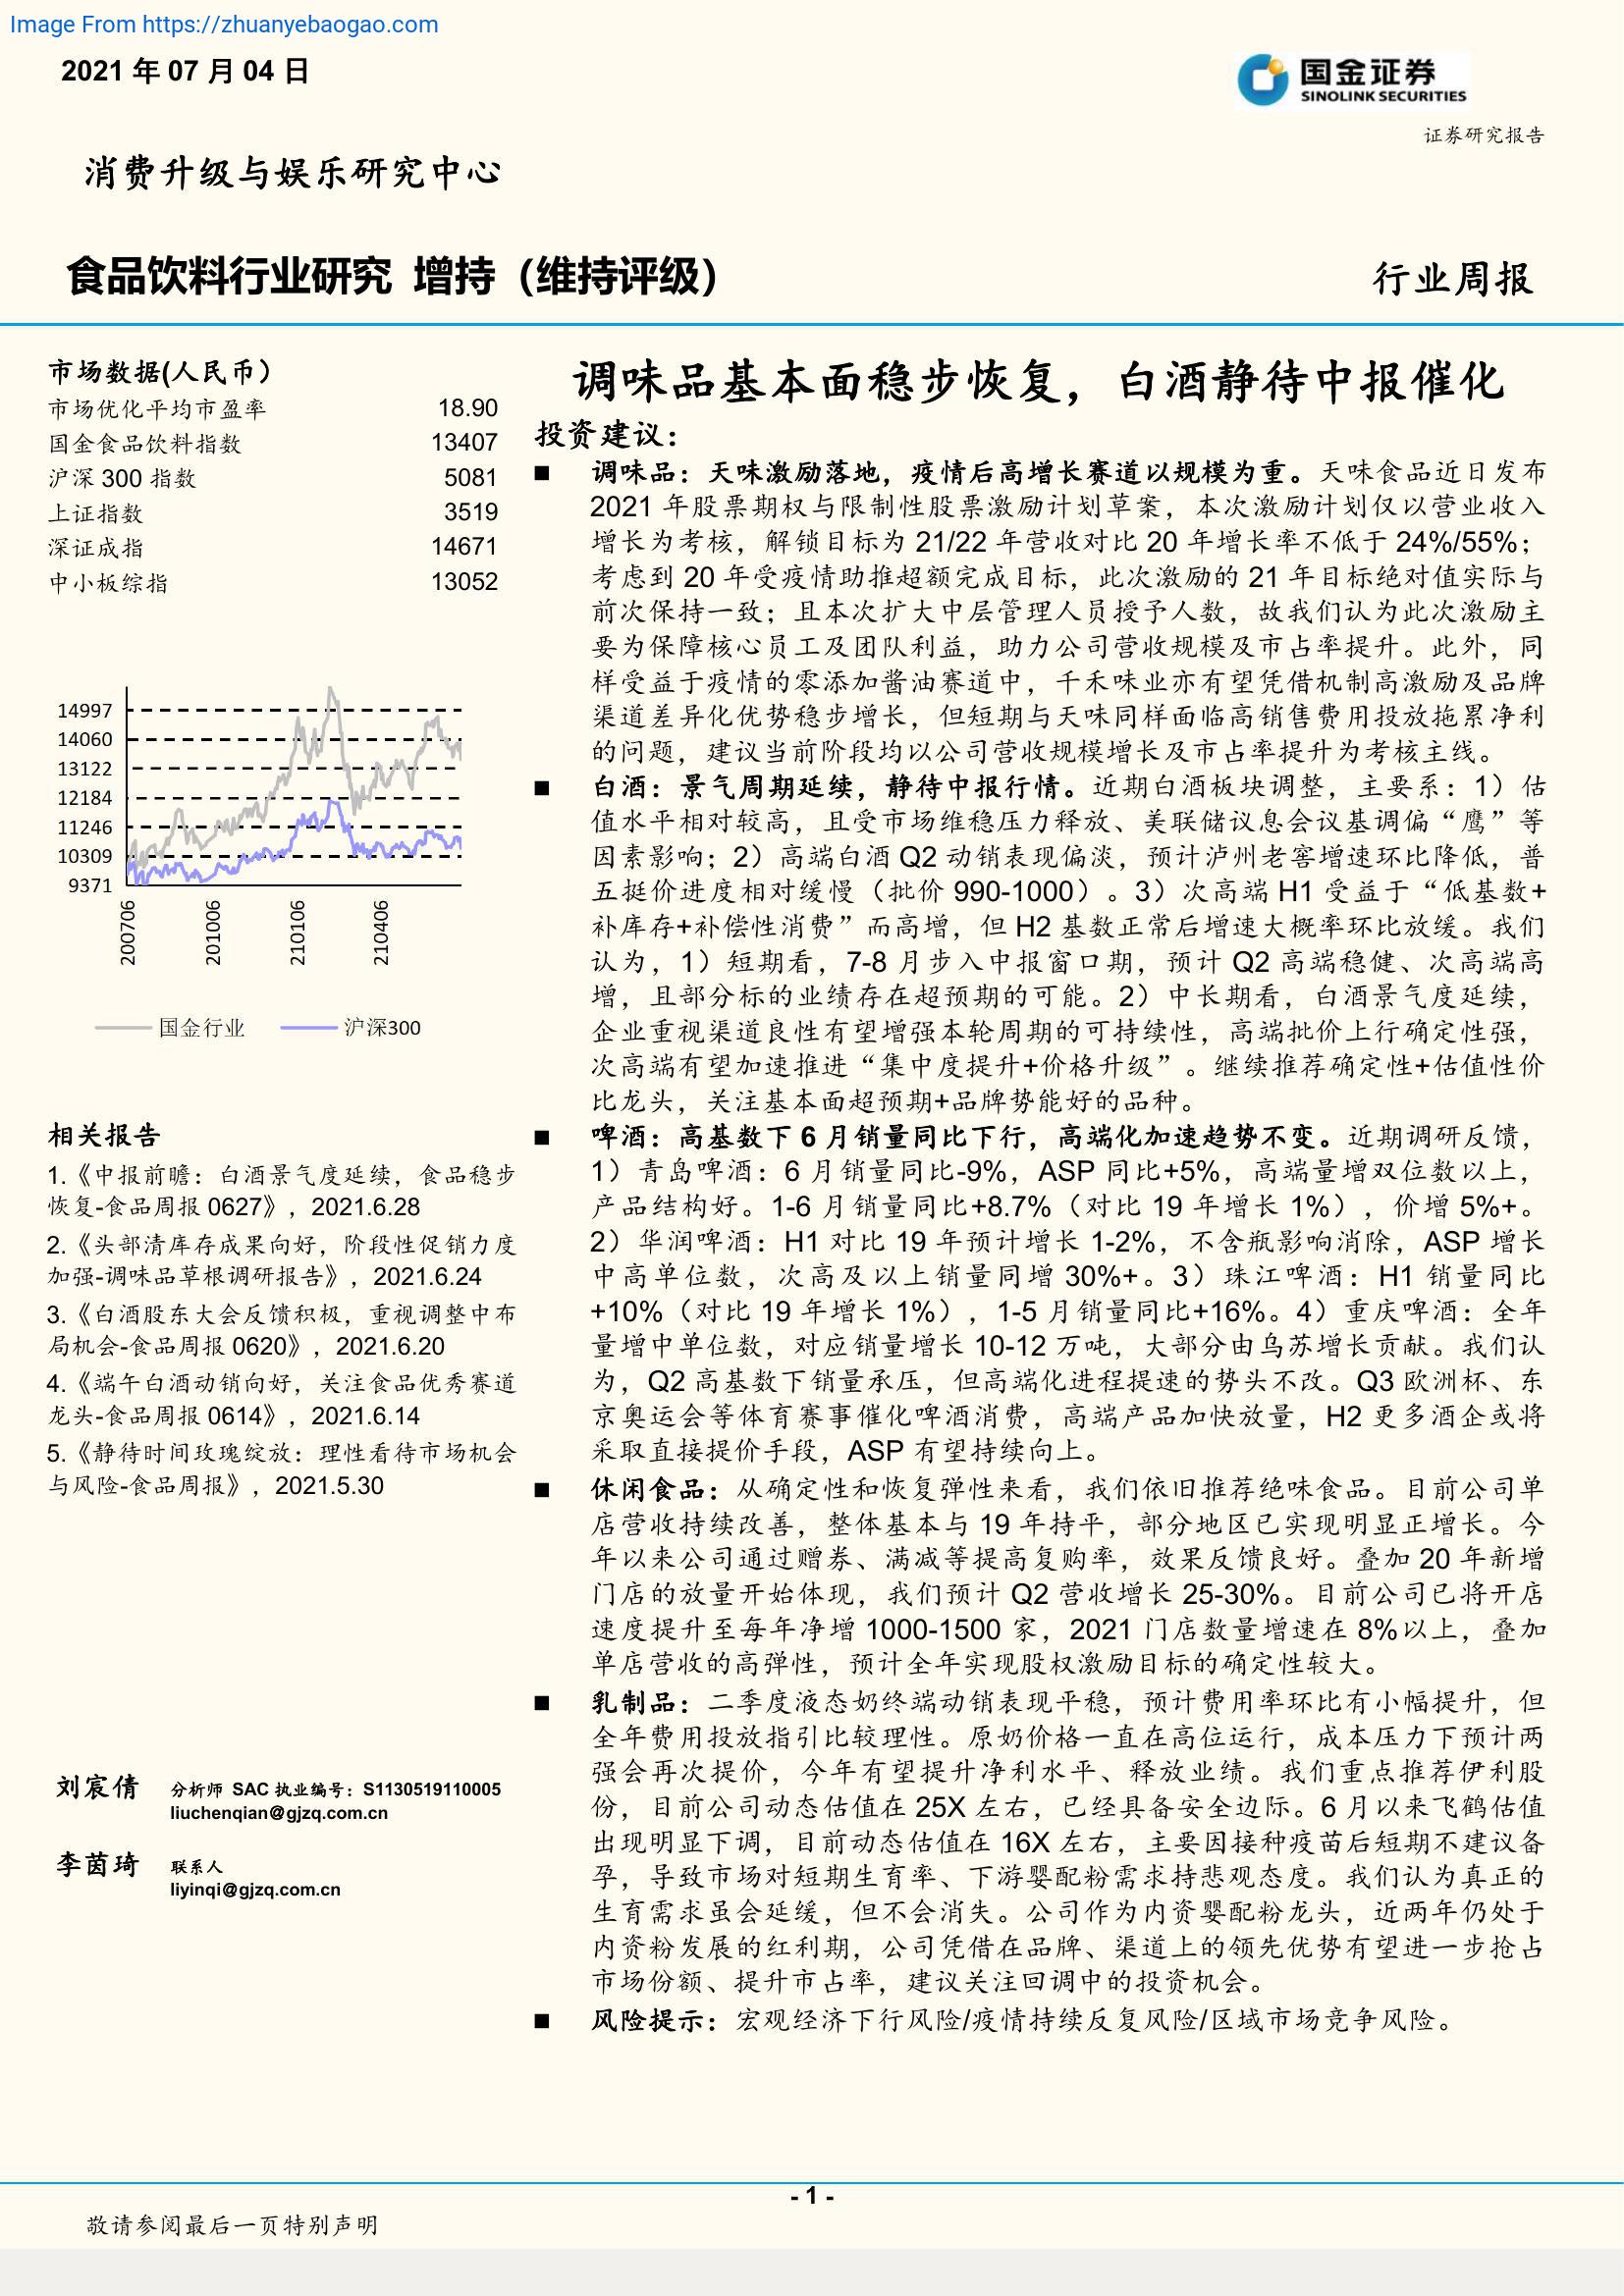 Image From https://zhuanyebaogao.com
2021 年 07 月 04 日
国金证券
SINOLINK SECURITIES
证券研究报告
消费升级与娱乐研究中心
食品饮料行业研究 增持（维持评级）
行业周报
市场数据(人民币）
市场优化平均市盈率 18.90
国金食品饮料指数 13407
沪深 300 指数 5081
上证指数 3519
深证成指 14671
中小板综指 13052
14997
14060
13122
12184
11246
10309
9371
200706
201006
210106
210406
国金行业
沪深300
相关报告
1.《中报前瞻：白酒景气度延续，食品稳步
恢复-食品周报 0627》，2021.6.28
2.《头部清库存成果向好，阶段性促销力度
加强-调味品草根调研报告》，2021.6.24
3.《白酒股东大会反馈积极，重视调整中布
局机会-食品周报 0620》，2021.6.20
4.《端午白酒动销向好，关注食品优秀赛道
龙头-食品周报 0614》，2021.6.14
5.《静待时间玫瑰绽放：理性看待市场机会
与风险-食品周报》，2021.5.30
刘宸倩 分析师 SAC 执业编号：S1130519110005
liuchenqian@gjzq.com.cn
李茵琦 联系人
liyinqi@gjzq.com.cn
调味品基本面稳步恢复，白酒静待中报催化
投资建议：
■ 调味品：天味激励落地，疫情后高增长赛道以规模为重。天味食品近日发布
2021 年股票期权与限制性股票激励计划草案，本次激励计划仅以营业收入
增长为考核，解锁目标为 21/22 年营收对比 20 年增长率不低于 24%/55%；
考虑到 20 年受疫情助推超额完成目标，此次激励的 21 年目标绝对值实际与
前次保持一致；且本次扩大中层管理人员授予人数，故我们认为此次激励主
要为保障核心员工及团队利益，助力公司营收规模及市占率提升。此外，同
样受益于疫情的零添加酱油赛道中，千禾味业亦有望凭借机制高激励及品牌
渠道差异化优势稳步增长，但短期与天味同样面临高销售费用投放拖累净利
的问题，建议当前阶段均以公司营收规模增长及市占率提升为考核主线。
■ 白酒：景气周期延续，静待中报行情。近期白酒板块调整，主要系：1）估
值水平相对较高，且受市场维稳压力释放、美联储议息会议基调偏“鹰”等
因素影响；2）高端白酒 Q2 动销表现偏淡，预计泸州老窖增速环比降低，普
五挺价进度相对缓慢（批价 990-1000）。3）次高端 H1 受益于“低基数+
补库存+补偿性消费”而高增，但 H2 基数正常后增速大概率环比放缓。我们
认为，1）短期看，7-8 月步入中报窗口期，预计 Q2 高端稳健、次高端高
增，且部分标的业绩存在超预期的可能。2）中长期看，白酒景气度延续，
企业重视渠道良性有望增强本轮周期的可持续性，高端批价上行确定性强，
次高端有望加速推进“集中度提升+价格升级”。继续推荐确定性+估值性价
比龙头，关注基本面超预期+品牌势能好的品种。
■ 啤酒：高基数下 6 月销量同比下行，高端化加速趋势不变。近期调研反馈，
1）青岛啤酒：6 月销量同比-9%，ASP 同比+5%，高端量增双位数以上，
产品结构好。1-6 月销量同比+8.7%（对比 19 年增长 1%），价增 5%+。
2）华润啤酒：H1 对比 19 年预计增长 1-2%，不含瓶影响消除，ASP 增长
中高单位数，次高及以上销量同增 30%+。3）珠江啤酒：H1 销量同比
+10%（对比 19 年增长 1%），1-5 月销量同比+16%。4）重庆啤酒：全年
量增中单位数，对应销量增长 10-12 万吨，大部分由乌苏增长贡献。我们认
为，Q2 高基数下销量承压，但高端化进程提速的势头不改。Q3 欧洲杯、东
京奥运会等体育赛事催化啤酒消费，高端产品加快放量，H2 更多酒企或将
采取直接提价手段，ASP 有望持续向上。
■ 休闲食品：从确定性和恢复弹性来看，我们依旧推荐绝味食品。目前公司单
店营收持续改善，整体基本与 19 年持平，部分地区已实现明显正增长。今
年以来公司通过赠券、满减等提高复购率，效果反馈良好。叠加 20 年新增
门店的放量开始体现，我们预计 Q2 营收增长 25-30%。目前公司已将开店
速度提升至每年净增 1000-1500 家，2021 门店数量增速在 8%以上，叠加
单店营收的高弹性，预计全年实现股权激励目标的确定性较大。
■ 乳制品：二季度液态奶终端动销表现平稳，预计费用率环比有小幅提升，但
全年费用投放指引比较理性。原奶价格一直在高位运行，成本压力下预计两
强会再次提价，今年有望提升净利水平、释放业绩。我们重点推荐伊利股
份，目前公司动态估值在 25X 左右，已经具备安全边际。6 月以来飞鹤估值
出现明显下调，目前动态估值在 16X 左右，主要因接种疫苗后短期不建议备
孕，导致市场对短期生育率、下游婴配粉需求持悲观态度。我们认为真正的
生育需求虽会延缓，但不会消失。公司作为内资婴配粉龙头，近两年仍处于
内资粉发展的红利期，公司凭借在品牌、渠道上的领先优势有望进一步抢占
市场份额、提升市占率，建议关注回调中的投资机会。
■ 风险提示：宏观经济下行风险/疫情持续反复风险/区域市场竞争风险。
- 1 -
敬请参阅最后一页特别声明